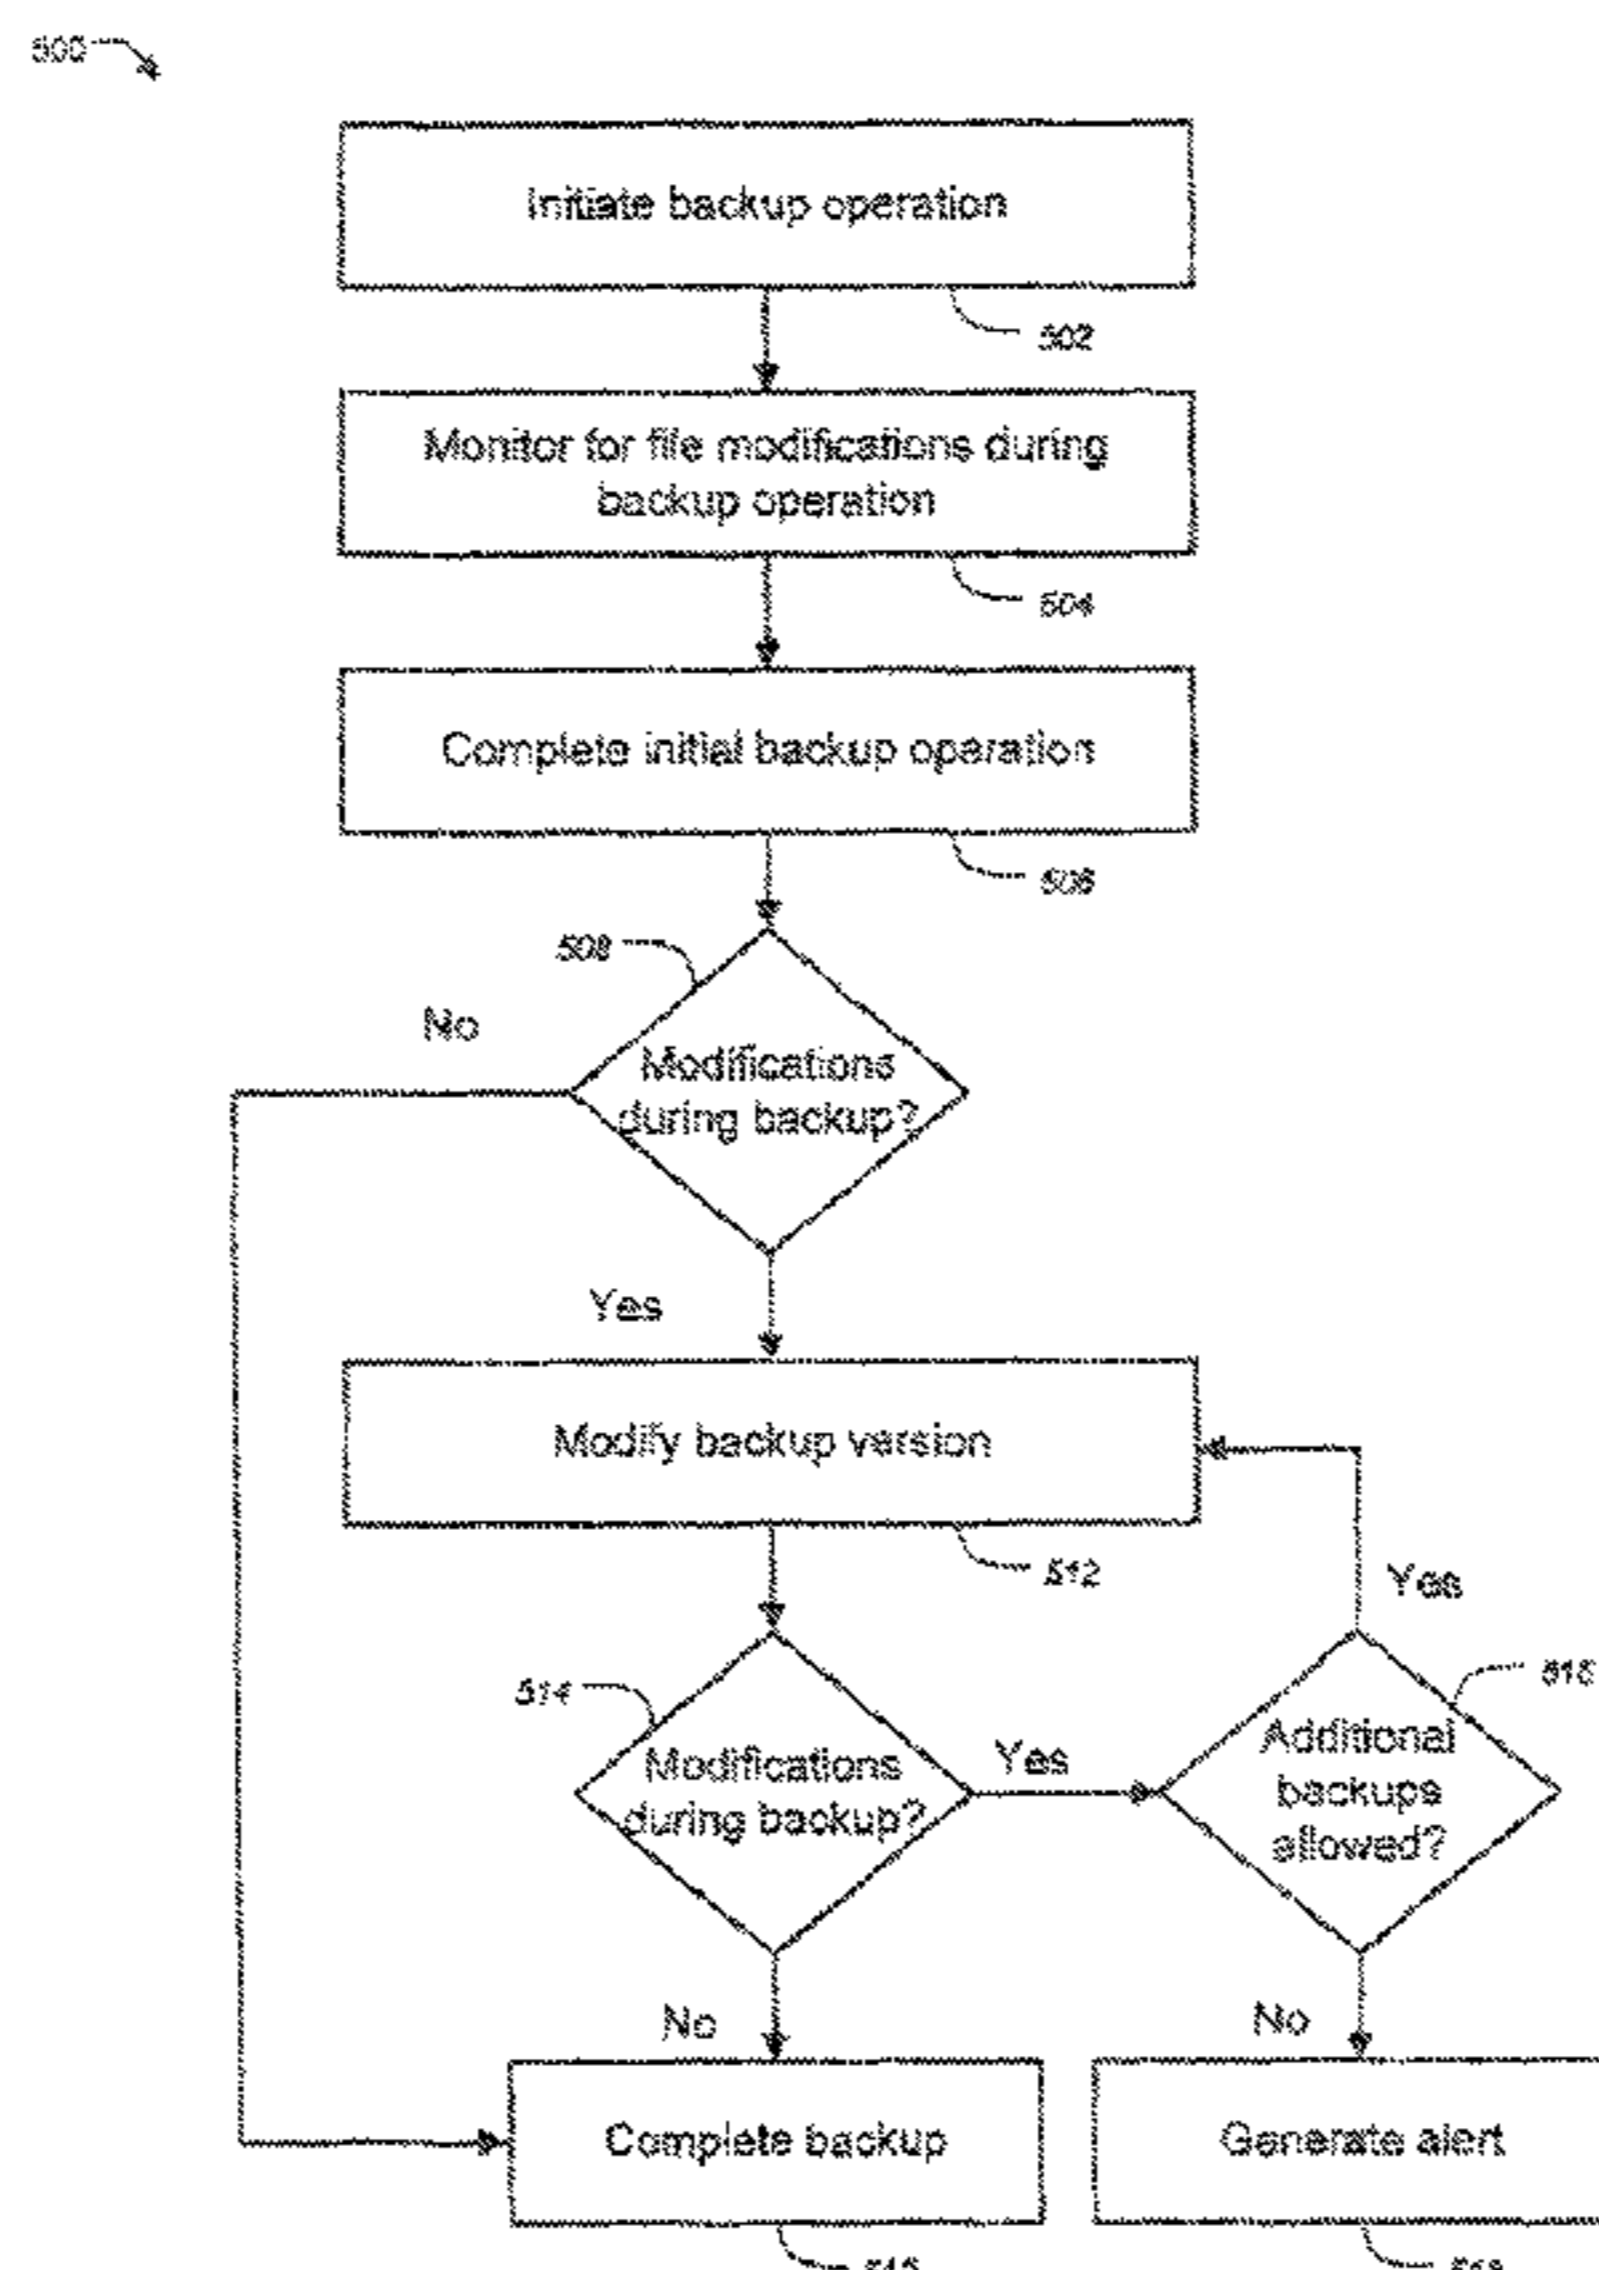 500
Initiate backup operation
502
Monitor for file modifications during
backup operation
504
Complete initial backup operation
506
508
No
Modifications
during backup?
Yes
Modify backup version
512
Yes
514
516
Modifications
during backup?
Yes
Additional
backups
allowed?
No
No
Complete backup
Generate alert